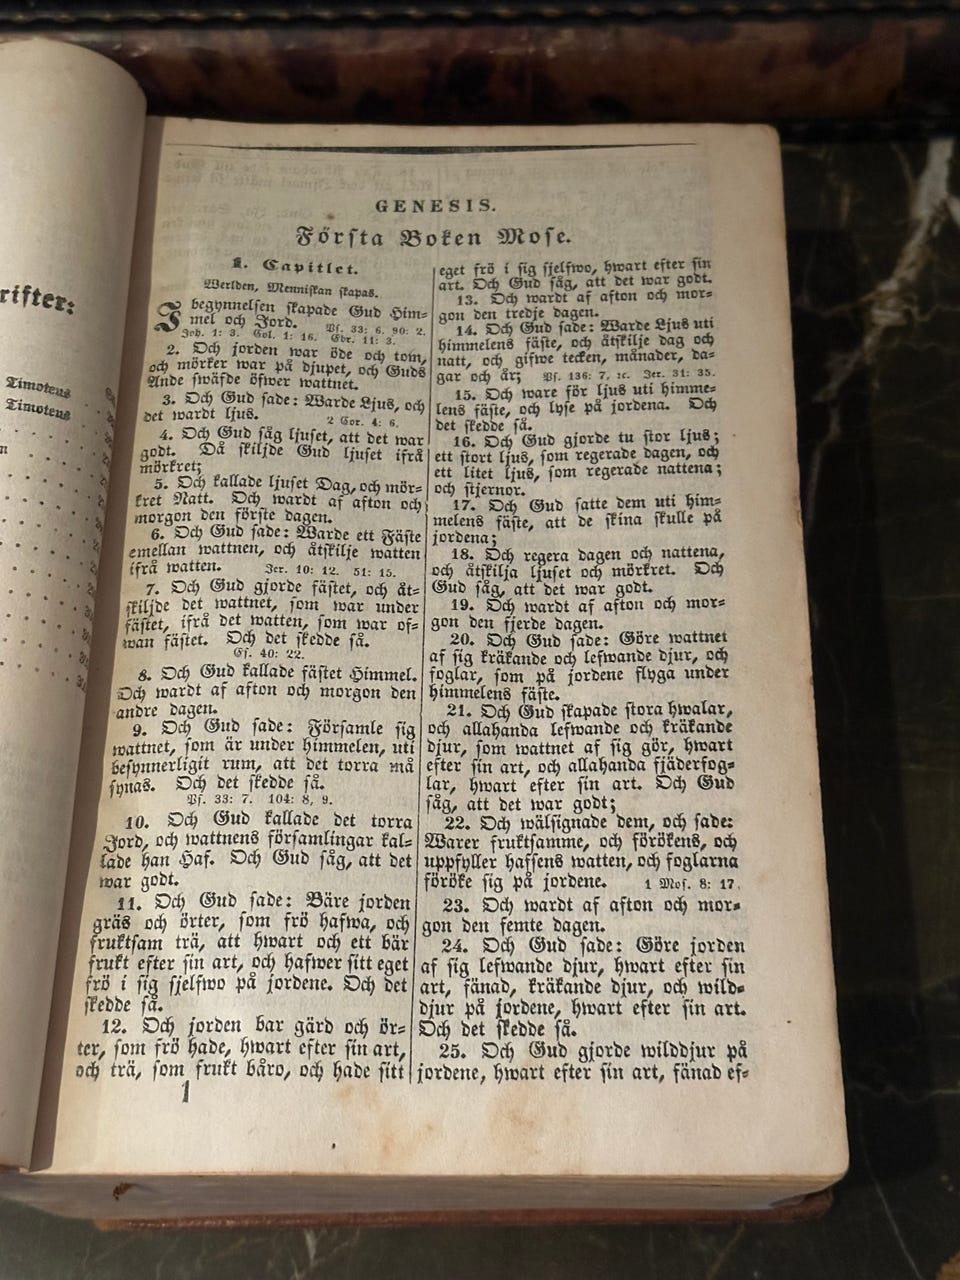 rifter:
Timoteus
Timoteus
GENESIS.
Första Boken Mose.
1. Capitlet.
Werlden, Menniskan skapas.
I begynnelsen skapade Gud Him-
mel och Jord. Ps. 33: 6. 90: 2.
Joh. 1: 3. Col. 1: 16. Ebr. 11: 3.
2. Och jorden war öde och tom,
och mörker war på djupet, och Guds
Ande swäfde öfwer wattnet.
3. Och Gud sade: Warde Ljus, och
det wardt ljus. 2 Cor. 4: 6.
4. Och Gud såg ljuset, att det war
godt. Då skiljde Gud ljuset ifrå
mörkret;
5. Och kallade ljuset Dag, och mör-
kret Natt. Och wardt af afton och
morgon den förste dagen.
6. Och Gud sade: Warde ett Fäste
emellan wattnen, och åtskilje watten
ifrå watten. Jer. 10: 12. 51: 15.
7. Och Gud gjorde fästet, och åt-
skiljde det wattnet, som war under
fästet, ifrå det watten, som war of-
wan fästet. Och det skedde så.
Es. 40: 22.
8. Och Gud kallade fästet Himmel.
Och wardt af afton och morgon den
andre dagen.
9. Och Gud sade: Församle sig
wattnet, som är under himmelen, uti
besynnerligit rum, att det torra må
synas. Och det skedde så.
Ps. 33: 7. 104: 8, 9.
10. Och Gud kallade det torra
Jord, och wattnens församlingar kal-
lade han Haf. Och Gud såg, att det
war godt.
11. Och Gud sade: Bäre jorden
gräs och örter, som frö hafwa, och
fruktsam trä, att hwart och ett bär
frukt efter sin art, och hafwer sitt eget
frö i sig sjelfwo på jordene. Och det
skedde så.
12. Och jorden bar gärd och ör-
ter, som frö hade, hwart efter sin art,
och trä, som frukt båro, och hade sitt
1
eget frö i sig sjelfwo, hwart efter sin
art. Och Gud såg, att det war godt.
13. Och wardt af afton och mor-
gon den tredje dagen.
14. Och Gud sade: Warde Ljus uti
himmelens fäste, och åtskilje dag och
natt, och gifwe tecken, månader, da-
gar och år; Ps. 136: 7, ꝛc. Jer. 31: 35.
15. Och ware för ljus uti himme-
lens fäste, och lyse på jordena. Och
det skedde så.
16. Och Gud gjorde tu stor ljus;
ett stort ljus, som regerade dagen, och
ett litet ljus, som regerade nattena;
och stjernor.
17. Och Gud satte dem uti him-
melens fäste, att de skina skulle på
jordena;
18. Och regera dagen och nattena,
och åtskilja ljuset och mörkret. Och
Gud såg, att det war godt.
19. Och wardt af afton och mor-
gon den fjerde dagen.
20. Och Gud sade: Göre wattnet
af sig kräkande och lefwande djur, och
foglar, som på jordene flyga under
himmelens fäste.
21. Och Gud skapade stora hwalar,
och allahanda lefwande och kräkande
djur, som wattnet af sig gör, hwart
efter sin art, och allahanda fjäderfog-
lar, hwart efter sin art. Och Gud
såg, att det war godt;
22. Och wälsignade dem, och sade:
Warer fruktsamme, och förökens, och
uppfyller hafsens watten, och foglarna
föröke sig på jordene. 1 Mos. 8: 17.
23. Och wardt af afton och mor-
gon den femte dagen.
24. Och Gud sade: Göre jorden
af sig lefwande djur, hwart efter sin
art, fänad, kräkande djur, och wild-
djur på jordene, hwart efter sin art.
Och det skedde så.
25. Och Gud gjorde wilddjur på
jordene, hwart efter sin art, fänad ef-